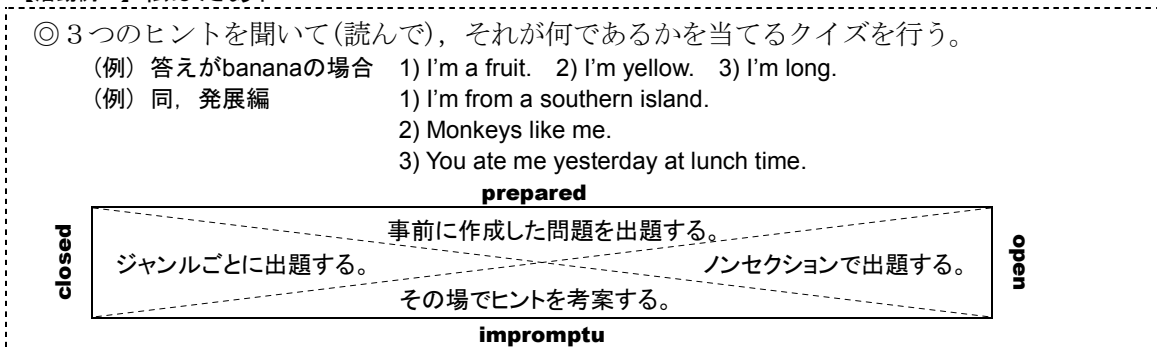 ◎３つのヒントを聞いて(読んで)，それが何であるかを当てるクイズを行う。
（例）答えがbananaの場合 1) I'm a fruit. 2) I'm yellow. 3) I'm long.
（例）同，発展編 1) I'm from a southern island.
2) Monkeys like me.
3) You ate me yesterday at lunch time.
prepared
事前に作成した問題を出題する。
closed
ジャンルごとに出題する。
ノンセクションで出題する。
open
その場でヒントを考案する。
impromptu